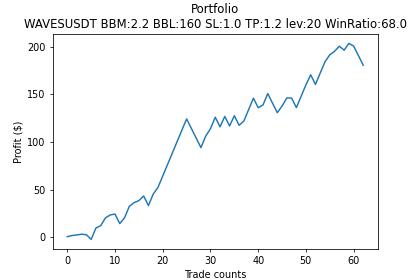 Portfolio
WAVESUSDT BBM:2.2 BBL:160 SL:1.0 TP:1.2 lev:20 WinRatio:68.0
200
150
100
50
0
Profit ($)
0 10 20 30 40 50 60
Trade counts